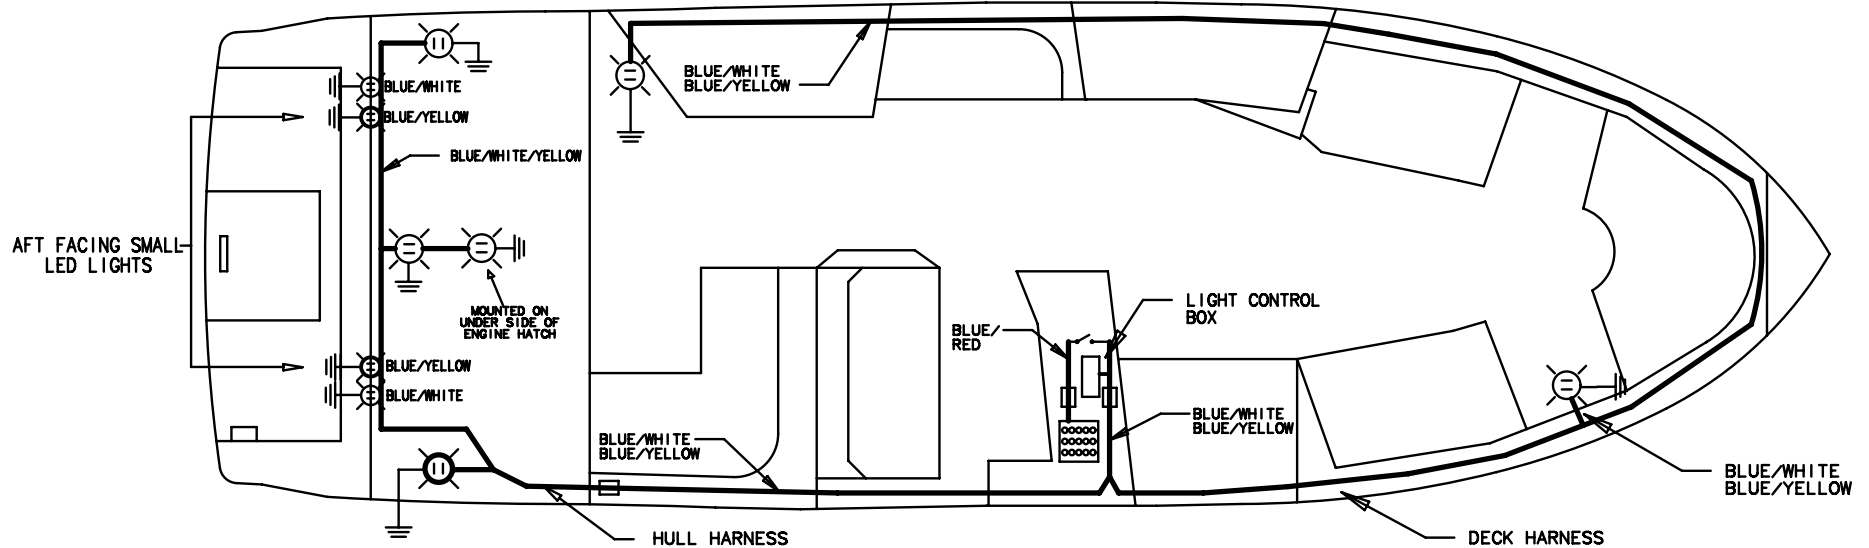 BLUE/WHITE
BLUE/YELLOW
BLUE/WHITE
BLUE/YELLOW
BLUE/WHITE/YELLOW
AFT FACING SMALL
LED LIGHTS
MOUNTED ON
UNDER SIDE OF
ENGINE HATCH
LIGHT CONTROL
BOX
BLUE/
RED
BLUE/YELLOW
BLUE/WHITE
BLUE/WHITE
BLUE/YELLOW
BLUE/WHITE
BLUE/YELLOW
BLUE/WHITE
BLUE/YELLOW
HULL HARNESS
DECK HARNESS